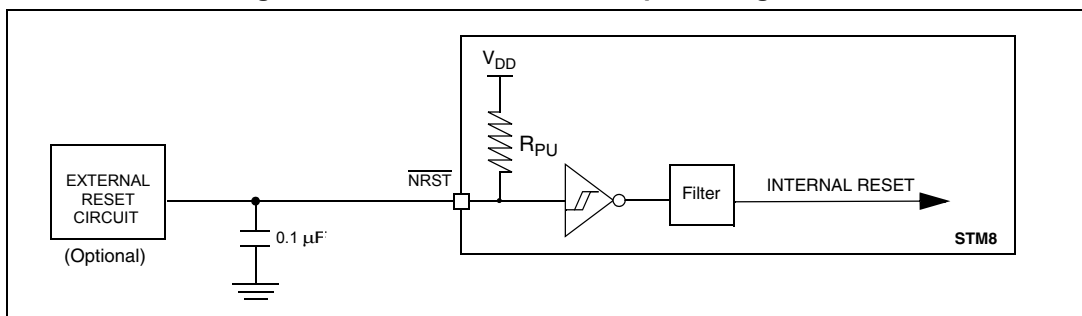 V_DD
R_PU
NRST
EXTERNAL
RESET
CIRCUIT
(Optional)
0.1 µF
Filter
INTERNAL RESET
STM8